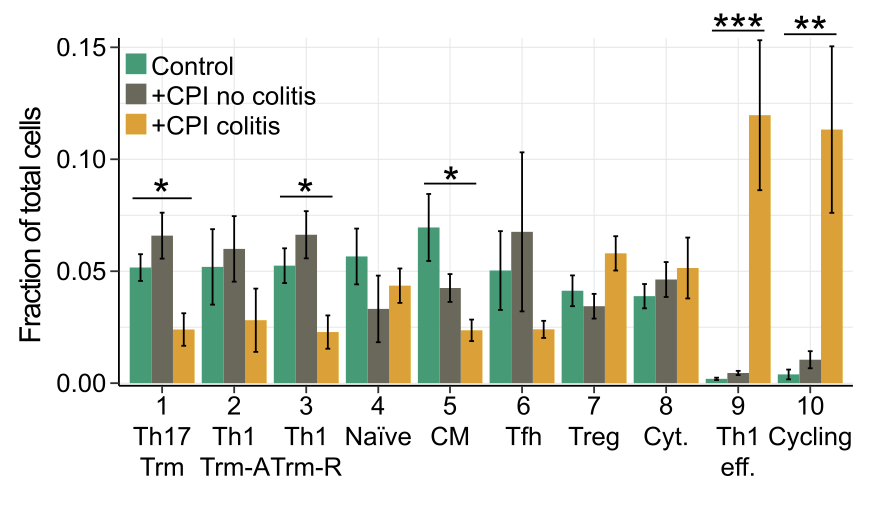 *** **
0.15
Control
+CPI no colitis
+CPI colitis
0.10
* * *
0.05
0.00
Fraction of total cells
1 2 3 4 5 6 7 8 9 10
Th17 Th1 Th1 Naïve CM Tfh Treg Cyt. Th1 Cycling
Trm Trm-A Trm-R eff.